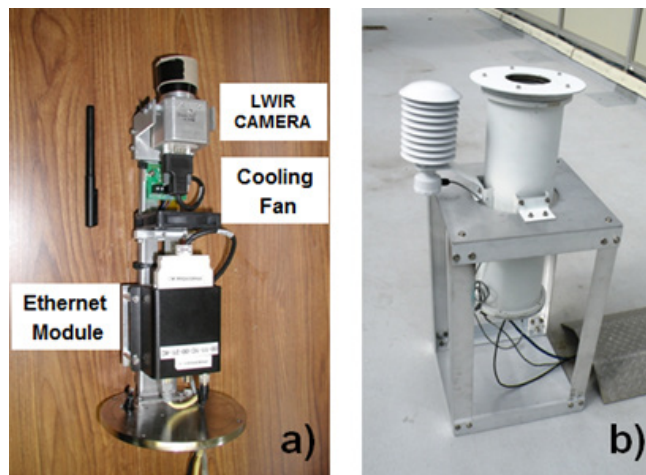 LWIR
CAMERA
Cooling
Fan
Ethernet
Module
a)
b)